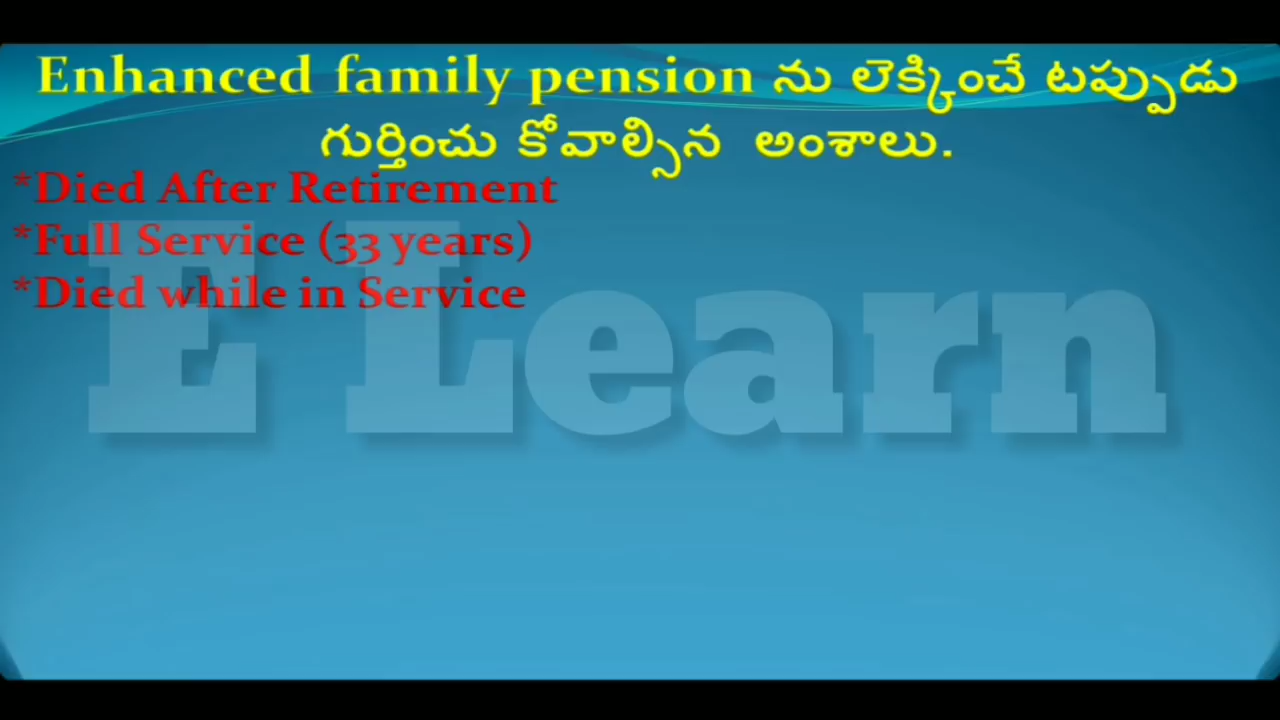 Enhanced family pension ను లెక్కించే టప్పుడు
గుర్తించు కోవాల్సిన అంశాలు.
*Died After Retirement
*Full Service (33 years)
*Died while in Service
E Learn